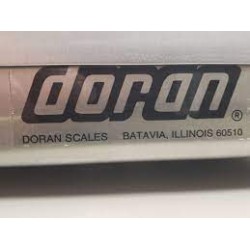 doran®
DORAN SCALES BATAVIA, ILLINOIS 60510